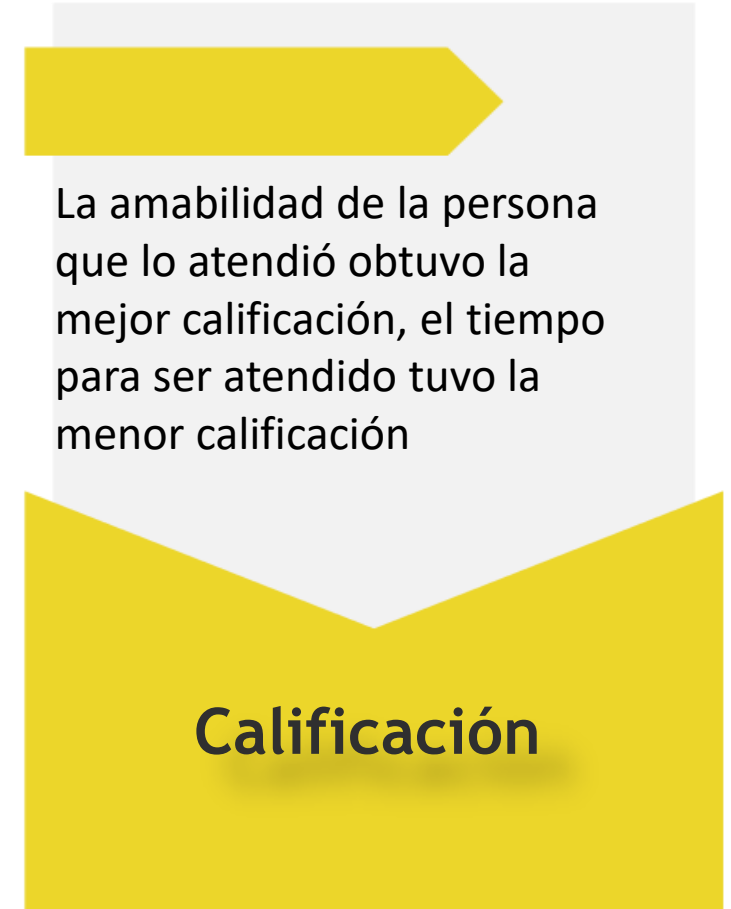 La amabilidad de la persona
que lo atendió obtuvo la
mejor calificación, el tiempo
para ser atendido tuvo la
menor calificación
Calificación